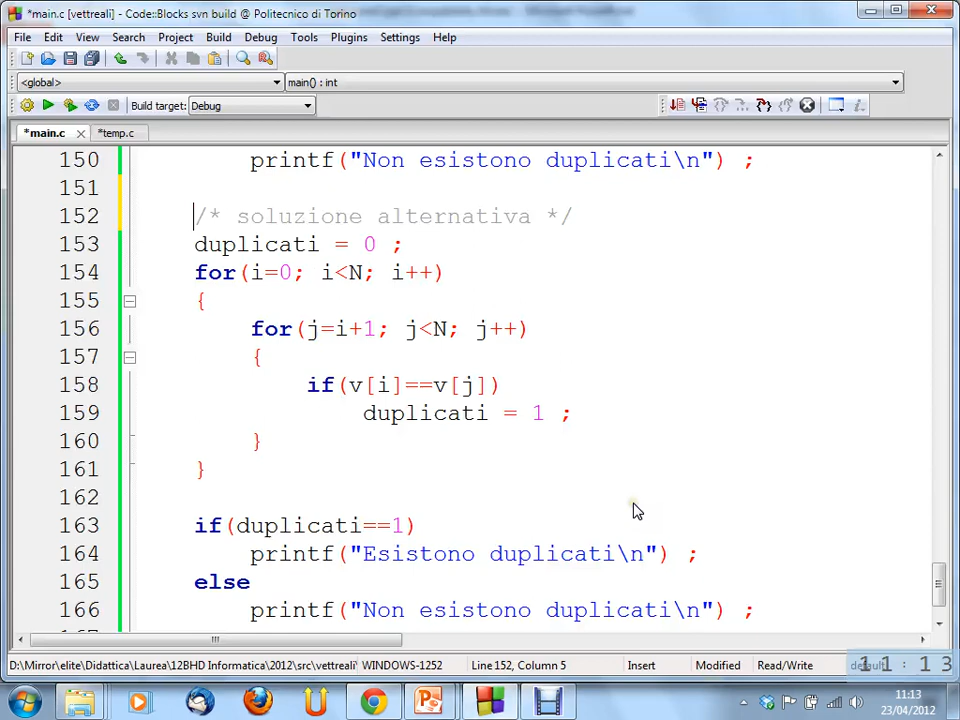 *main.c [vettreali] - Code::Blocks svn build @ Politecnico di Torino
File Edit View Search Project Build Debug Tools Plugins Settings Help
<global> main() : int
Build target: Debug
*main.c *temp.c
150 printf("Non esistono duplicati\n") ;
151
152 /* soluzione alternativa */
153 duplicati = 0 ;
154 for(i=0; i<N; i++)
155 {
156 for(j=i+1; j<N; j++)
157 {
158 if(v[i]==v[j])
159 duplicati = 1 ;
160 }
161 }
162
163 if(duplicati==1)
164 printf("Esistono duplicati\n") ;
165 else
166 printf("Non esistono duplicati\n") ;
D:\Mirror\elite\Didattica\Laurea\12BHD Informatica\2012\src\vettreali\ WINDOWS-1252 Line 152, Column 5 Insert Modified Read/Write 11:13
11:13
23/04/2012